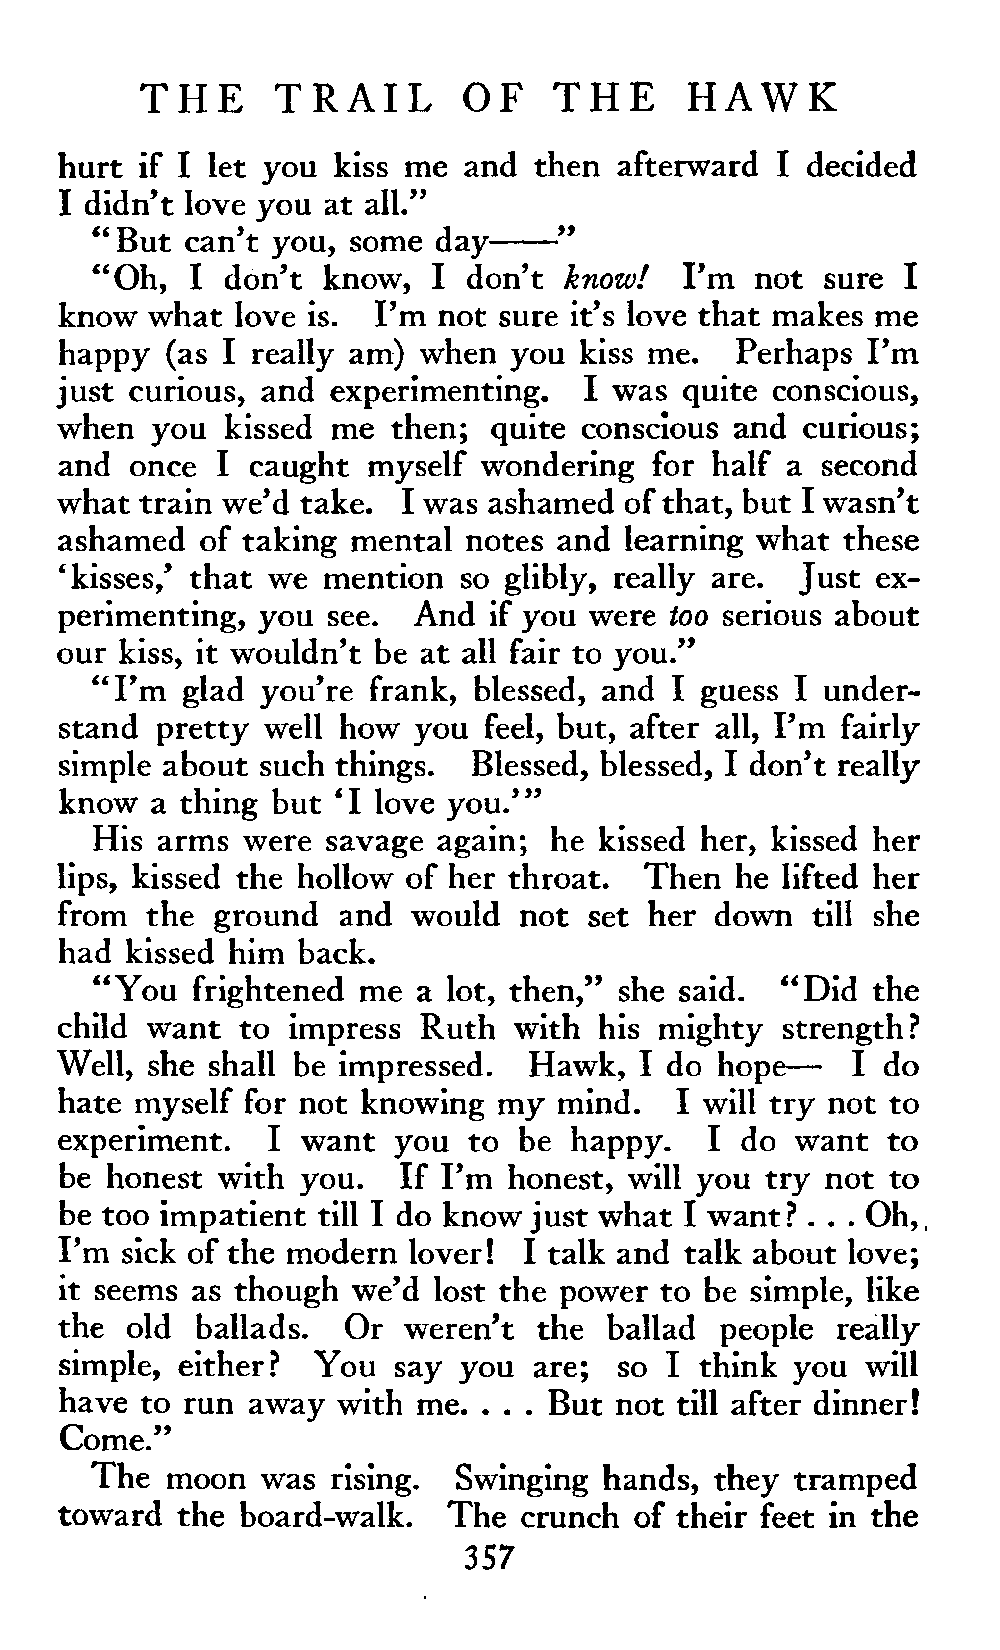 THE TRAIL OF THE HAWK
hurt if I let you kiss me and then afterward I decided
I didn't love you at all."
"But can't you, some day——"
"Oh, I don't know, I don't know! I'm not sure I
know what love is. I'm not sure it's love that makes me
happy (as I really am) when you kiss me. Perhaps I'm
just curious, and experimenting. I was quite conscious,
when you kissed me then; quite conscious and curious;
and once I caught myself wondering for half a second
what train we'd take. I was ashamed of that, but I wasn't
ashamed of taking mental notes and learning what these
'kisses,' that we mention so glibly, really are. Just ex-
perimenting, you see. And if you were too serious about
our kiss, it wouldn't be at all fair to you."
"I'm glad you're frank, blessed, and I guess I under-
stand pretty well how you feel, but, after all, I'm fairly
simple about such things. Blessed, blessed, I don't really
know a thing but 'I love you.'"
His arms were savage again; he kissed her, kissed her
lips, kissed the hollow of her throat. Then he lifted her
from the ground and would not set her down till she
had kissed him back.
"You frightened me a lot, then," she said. "Did the
child want to impress Ruth with his mighty strength?
Well, she shall be impressed. Hawk, I do hope— I do
hate myself for not knowing my mind. I will try not to
experiment. I want you to be happy. I do want to
be honest with you. If I'm honest, will you try not to
be too impatient till I do know just what I want? . . . Oh,
I'm sick of the modern lover! I talk and talk about love;
it seems as though we'd lost the power to be simple, like
the old ballads. Or weren't the ballad people really
simple, either? You say you are; so I think you will
have to run away with me. . . . But not till after dinner!
Come."
The moon was rising. Swinging hands, they tramped
toward the board-walk. The crunch of their feet in the
357